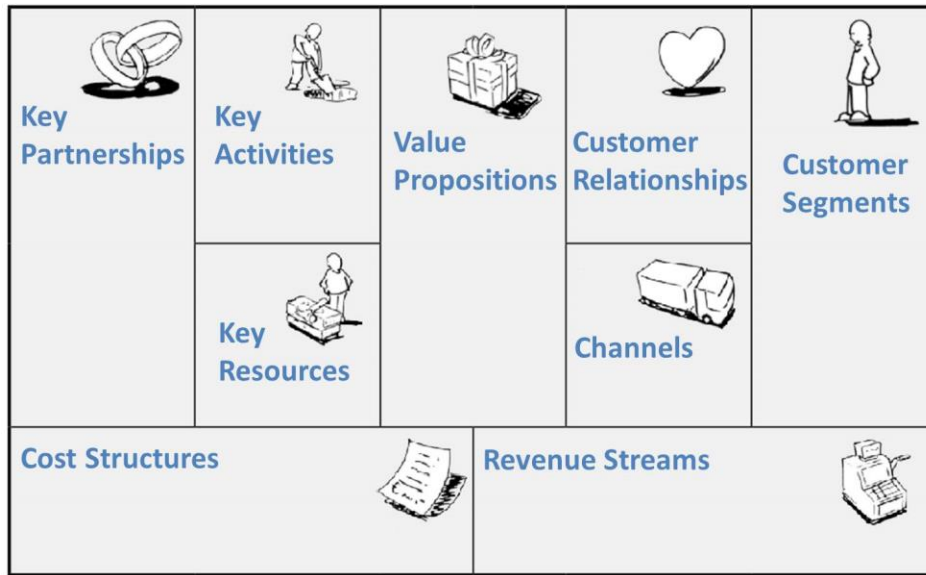 Key
Partnerships
Key
Activities
Key
Resources
Value
Propositions
Customer
Relationships
Channels
Customer
Segments
Cost Structures
Revenue Streams